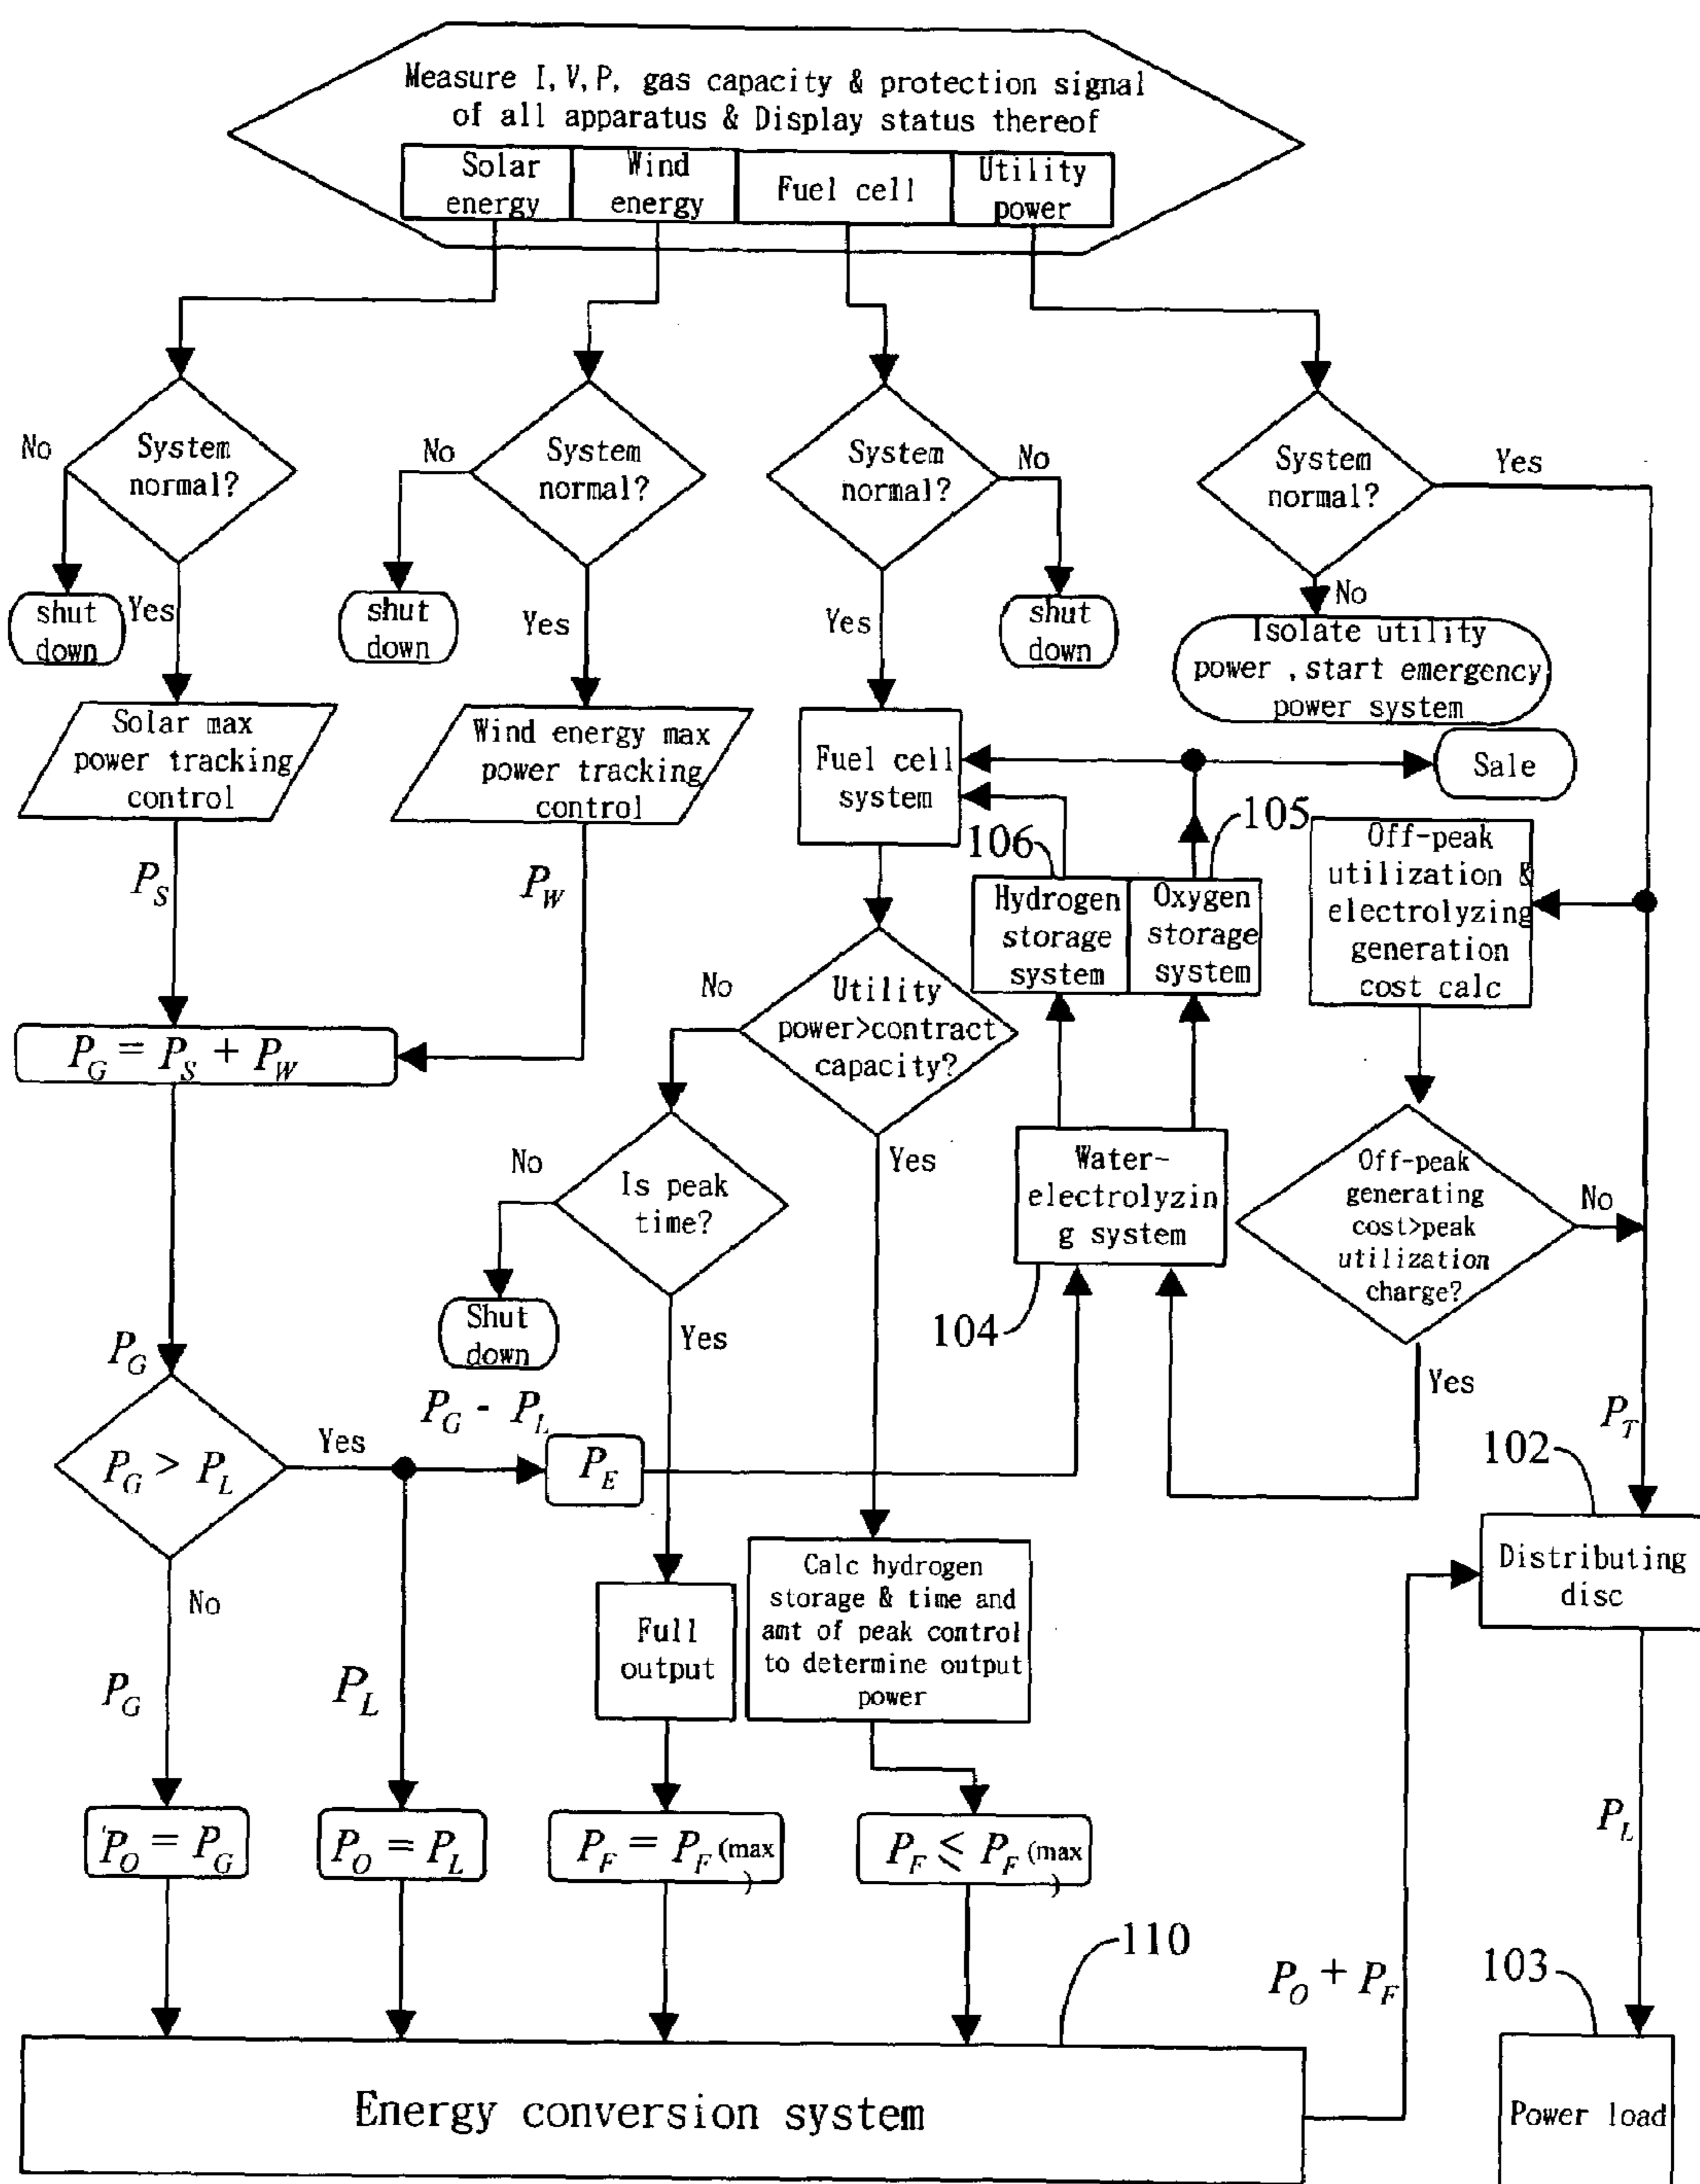 Measure I, V, P, gas capacity & protection signal
of all apparatus & Display status thereof
Solar
energy
Wind
energy
Fuel cell
Utility
power
No
System
normal?
No
System
normal?
System
normal?
No
System
normal?
Yes
shut
down
Yes
shut
down
Yes
Yes
shut
down
No
Isolate utility
power , start emergency
power system
Solar max
power tracking
control
Wind energy max
power tracking
control
Fuel cell
system
Sale
P_S
P_W
106
105
Hydrogen
storage
system
Oxygen
storage
system
Off-peak
utilization &
electrolyzing
generation
cost calc
P_G = P_S + P_W
No
Utility
power>contract
capacity?
Yes
No
Is peak
time?
Water-
electrolyzin
g system
104
Off-peak
generating
cost>peak
utilization
charge?
No
Yes
Shut
down
Yes
P_G
P_G - P_L
P_T
P_G > P_L
Yes
P_E
102
No
Distributing
disc
Full
output
Calc hydrogen
storage & time and
amt of peak control
to determine output
power
P_G
P_L
P_L
P_O = P_G
P_O = P_L
P_F = P_F (max
)
P_F ≤ P_F (max
)
110
P_O + P_F
103
Energy conversion system
Power load